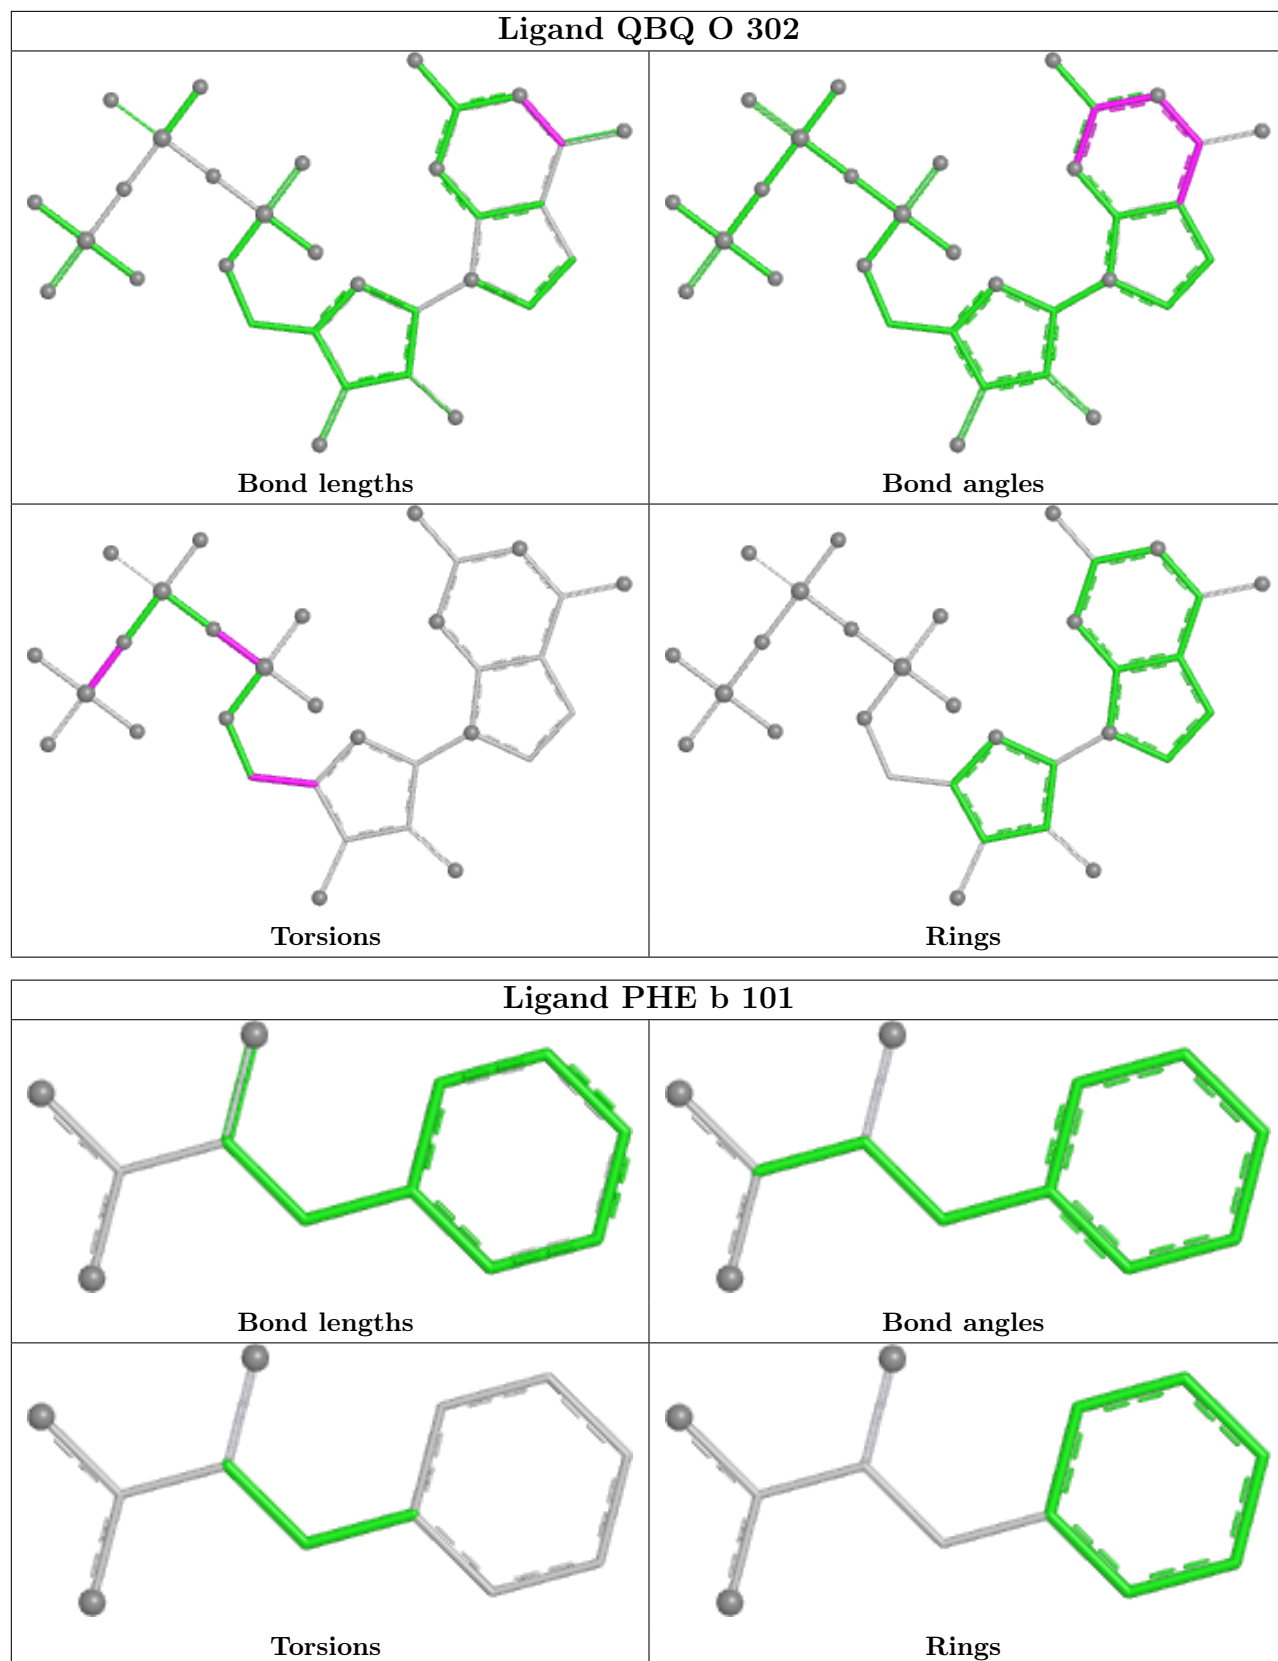 Ligand QBQ O 302
Bond lengths
Bond angles
Torsions
Rings
Ligand PHE b 101
Bond lengths
Bond angles
Torsions
Rings